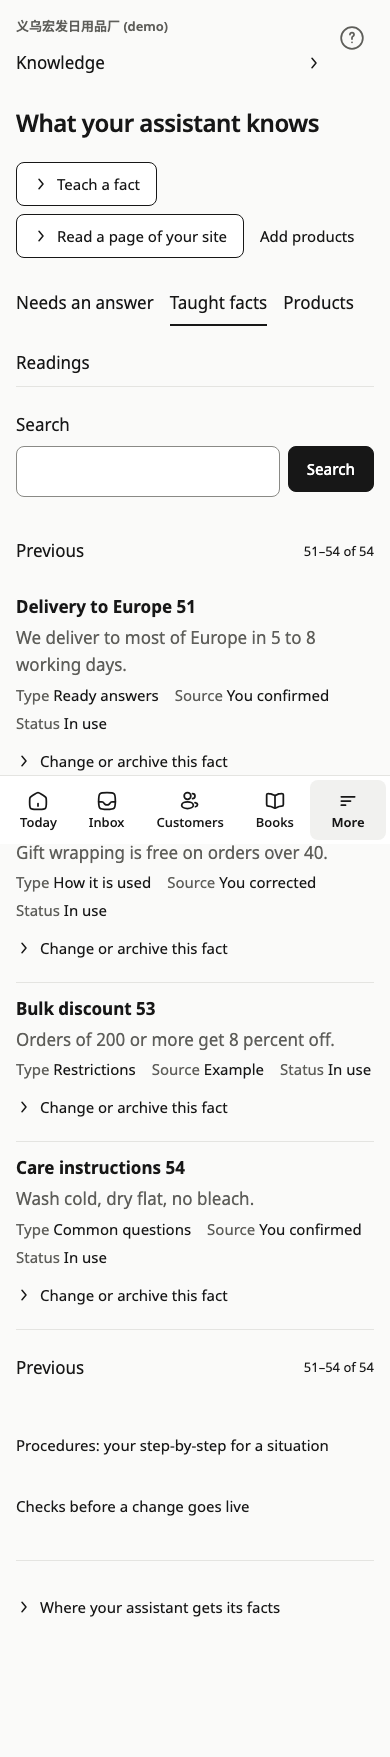 义乌宏发日用品厂 (demo)
Knowledge
What your assistant knows
Teach a fact
Read a page of your site
Add products
Needs an answer
Taught facts
Products
Readings
Search
Search
Previous
51–54 of 54
Delivery to Europe 51
We deliver to most of Europe in 5 to 8
working days.
Type Ready answers Source You confirmed
Status In use
Change or archive this fact
Today
Inbox
Customers
Books
More
Gift wrapping is free on orders over 40.
Type How it is used Source You corrected
Status In use
Change or archive this fact
Bulk discount 53
Orders of 200 or more get 8 percent off.
Type Restrictions Source Example Status In use
Change or archive this fact
Care instructions 54
Wash cold, dry flat, no bleach.
Type Common questions Source You confirmed
Status In use
Change or archive this fact
Previous
51–54 of 54
Procedures: your step-by-step for a situation
Checks before a change goes live
Where your assistant gets its facts